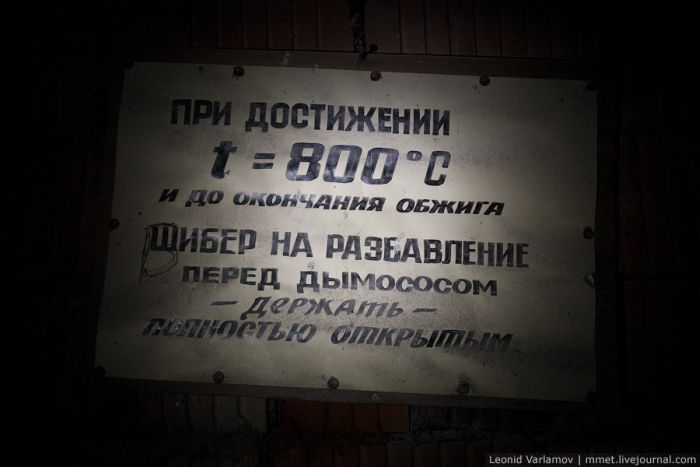 ПРИ ДОСТИЖЕНИИ
t = 800 °C
И ДО ОКОНЧАНИЯ ОБЖИГА
ШИБЕР НА РАЗБАВЛЕНИЕ
ПЕРЕД ДЫМОСОСОМ
— ДЕРЖАТЬ —
ПОЛНОСТЬЮ ОТКРЫТЫМ
Leonid Varlamov | mmet.livejournal.com